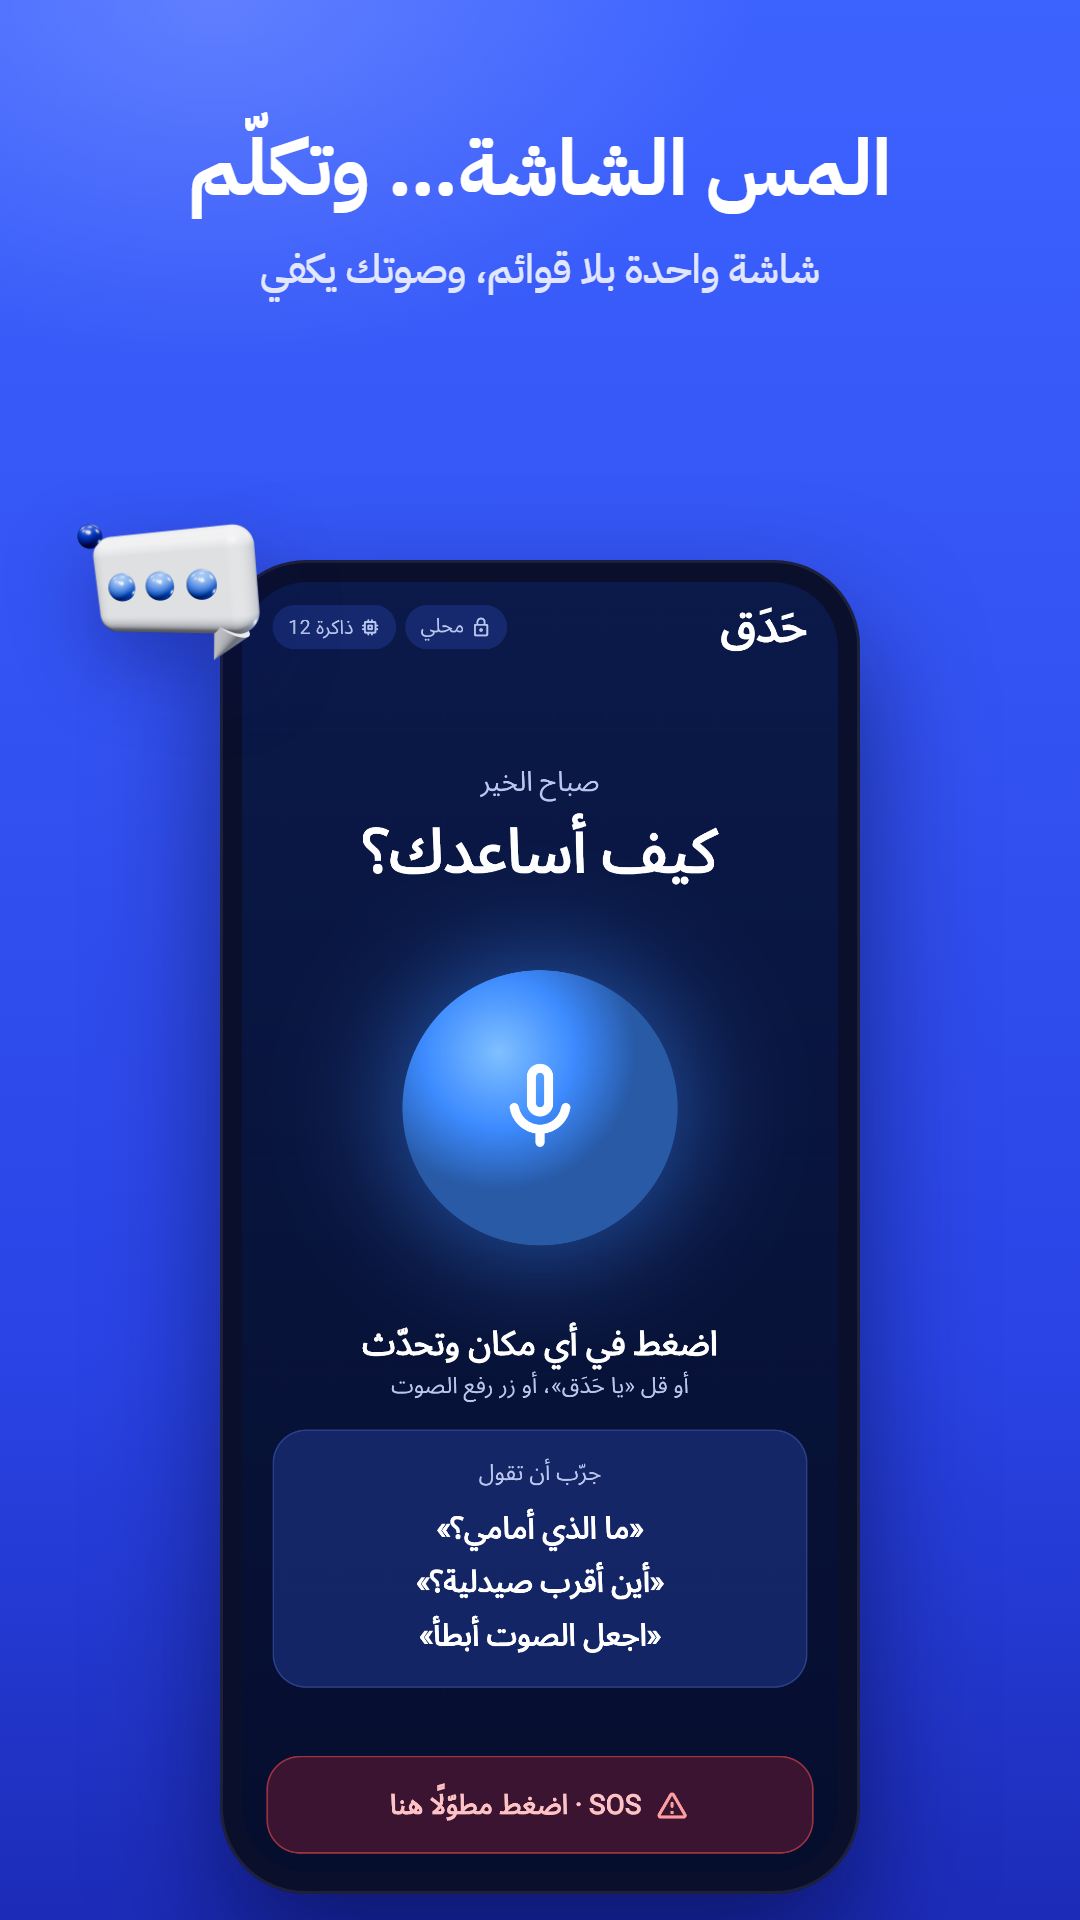 المس الشاشة... وتكلّم
شاشة واحدة بلا قوائم، وصوتك يكفي
حَدَق
محلي
ذاكرة 12
صباح الخير
كيف أساعدك؟
اضغط في أي مكان وتحدّث
أو قل «يا حَدَق»، أو زر رفع الصوت
جرّب أن تقول
«ما الذي أمامي؟»
«أين أقرب صيدلية؟»
«اجعل الصوت أبطأ»
SOS · اضغط مطوّلًا هنا